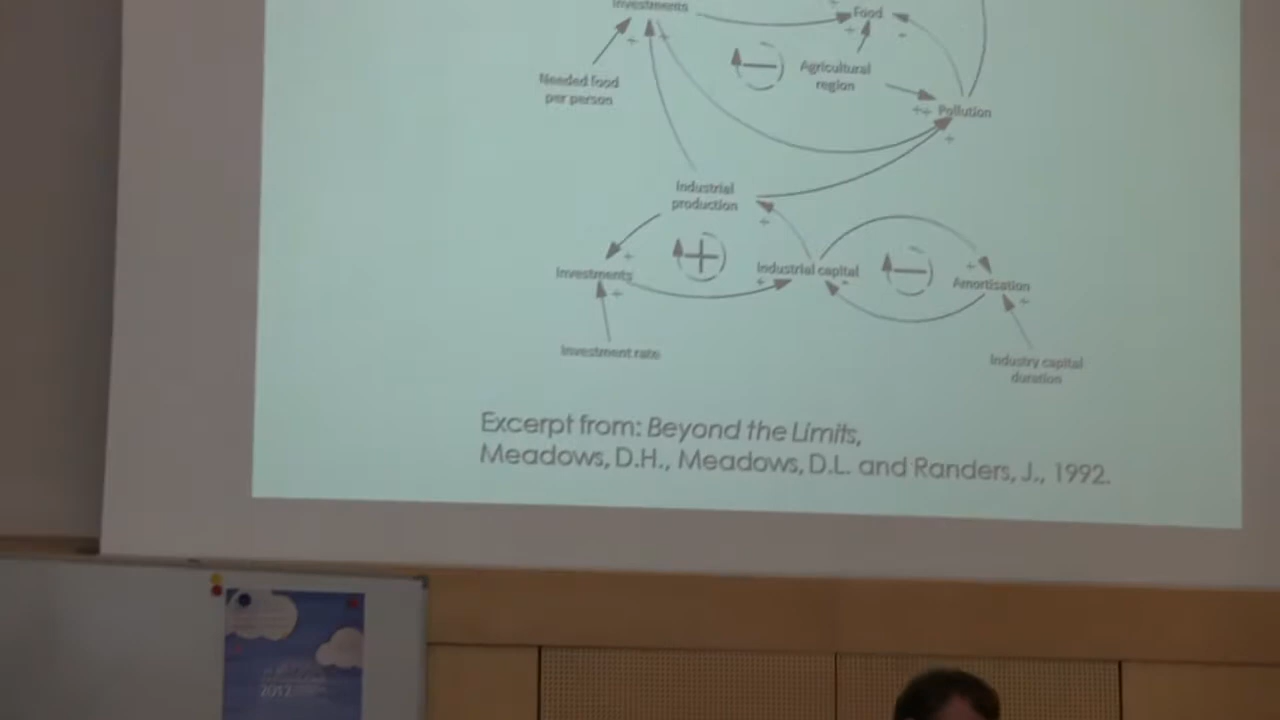 Investments
Food
Agricultural
region
Needed food
per person
Pollution
Industrial
production
Investments
Industrial capital
Amortisation
Investment rate
Industry capital
duration
Excerpt from: Beyond the Limits,
Meadows, D.H., Meadows, D.L. and Randers, J., 1992.
2012